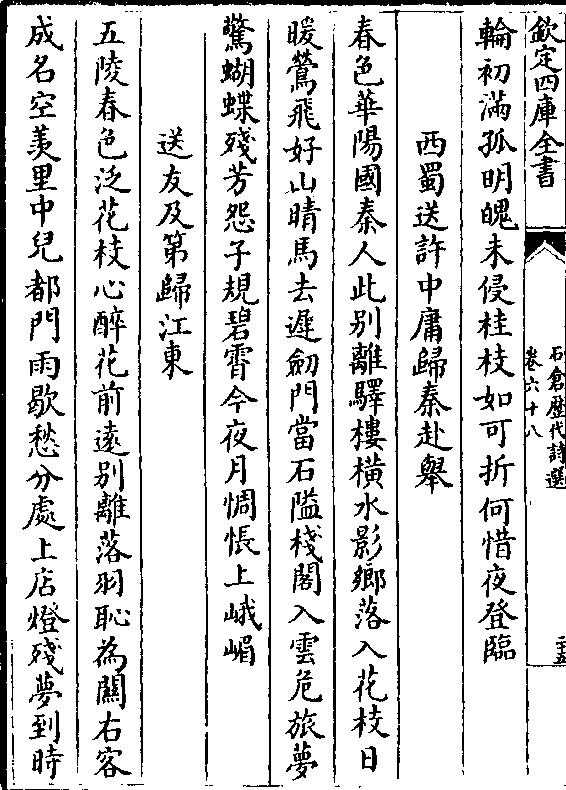 欽定四庫全書
石倉歴代詩選
卷六十八
二十五
輪初滿孤明魄未侵桂枝如可折何惜夜登臨
西蜀送許中庸歸秦赴舉
春色華陽國秦人此别離驛樓橫水影鄉落入花枝日
暖鶯飛好山晴馬去遲劒門當石隘棧閣入雲危旅夢
驚蝴蝶殘芳怨子規碧霄今夜月惆悵上峨嵋
送友及第歸江東
五陵春色泛花枝心醉花前遠别離落羽恥為關右客
成名空羡里中兒都門雨歇愁分處上店燈殘夢到時